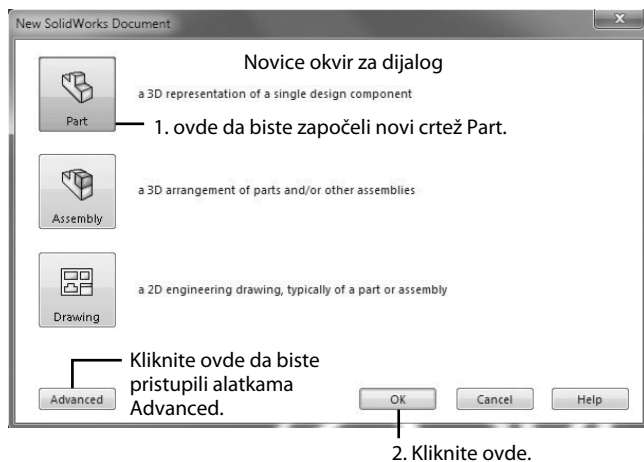 New SolidWorks Document
x
Novice okvir za dijalog
a 3D representation of a single design component
Part
1. ovde da biste započeli novi crtež Part.
a 3D arrangement of parts and/or other assemblies
Assembly
a 2D engineering drawing, typically of a part or assembly
Drawing
Kliknite ovde da biste
pristupili alatkama
Advanced.
Advanced
OK
Cancel
Help
2. Kliknite ovde.